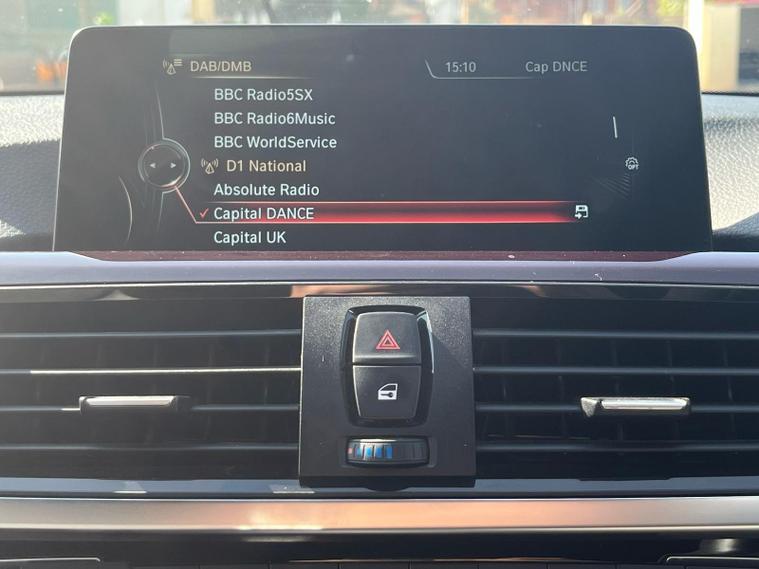 DAB/DMB 15:10 Cap DNCE
BBC Radio5SX
BBC Radio6Music
BBC WorldService
D1 National
OPT
Absolute Radio
Capital DANCE
Capital UK